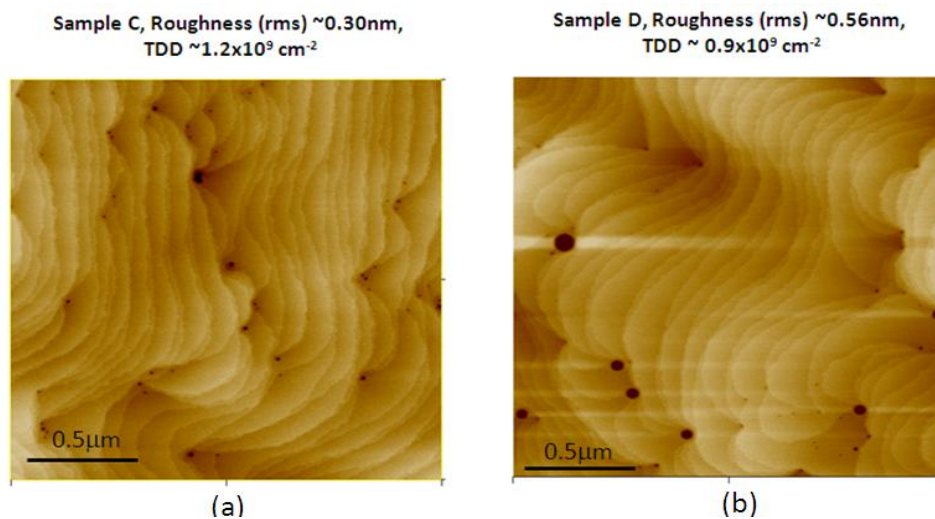 Sample C, Roughness (rms) ~0.30nm,
TDD ~1.2x10⁹ cm⁻²
Sample D, Roughness (rms) ~0.56nm,
TDD ~ 0.9x10⁹ cm⁻²
0.5μm
0.5μm
(a)
(b)